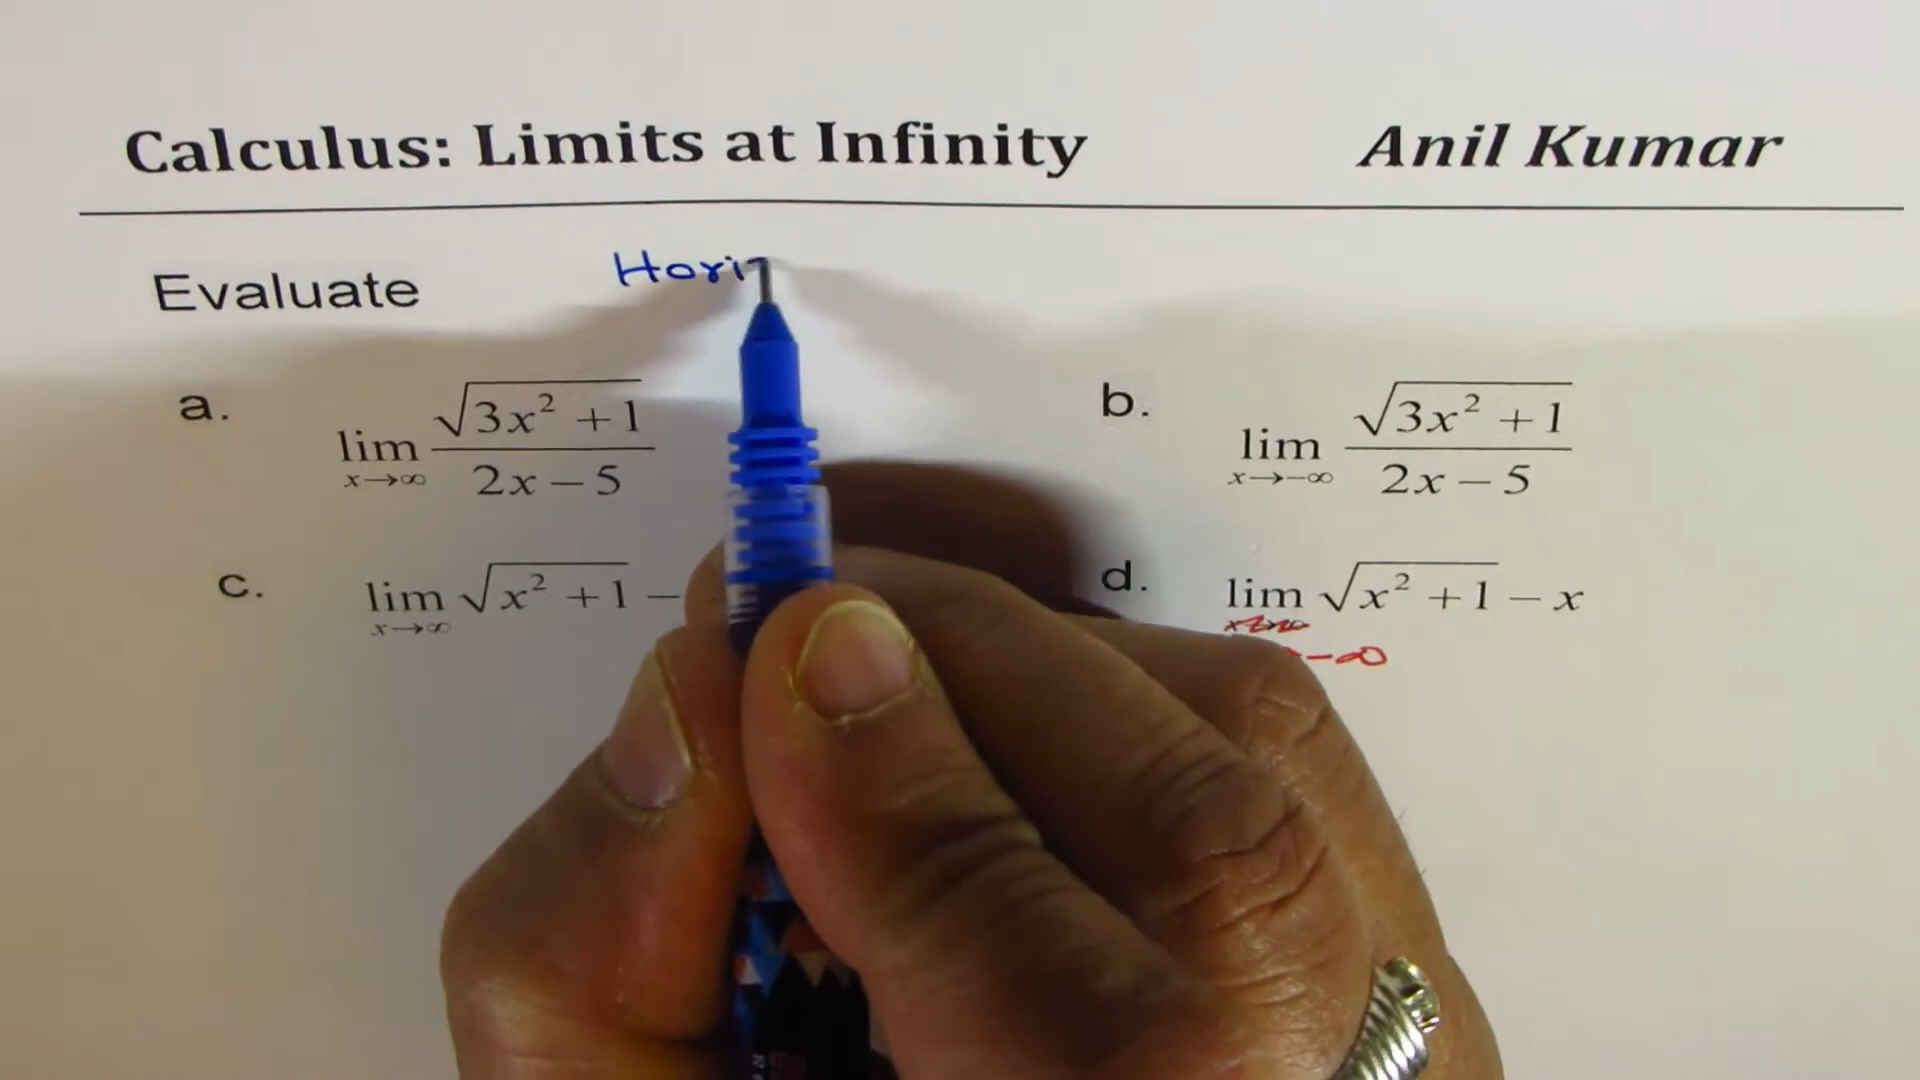 Calculus: Limits at Infinity Anil Kumar
Evaluate Hori
a. lim x→∞ √(3x² + 1) / (2x − 5)
b. lim x→−∞ √(3x² + 1) / (2x − 5)
c. lim x→∞ √(x² + 1) −
d. lim √(x² + 1) − x
−∞